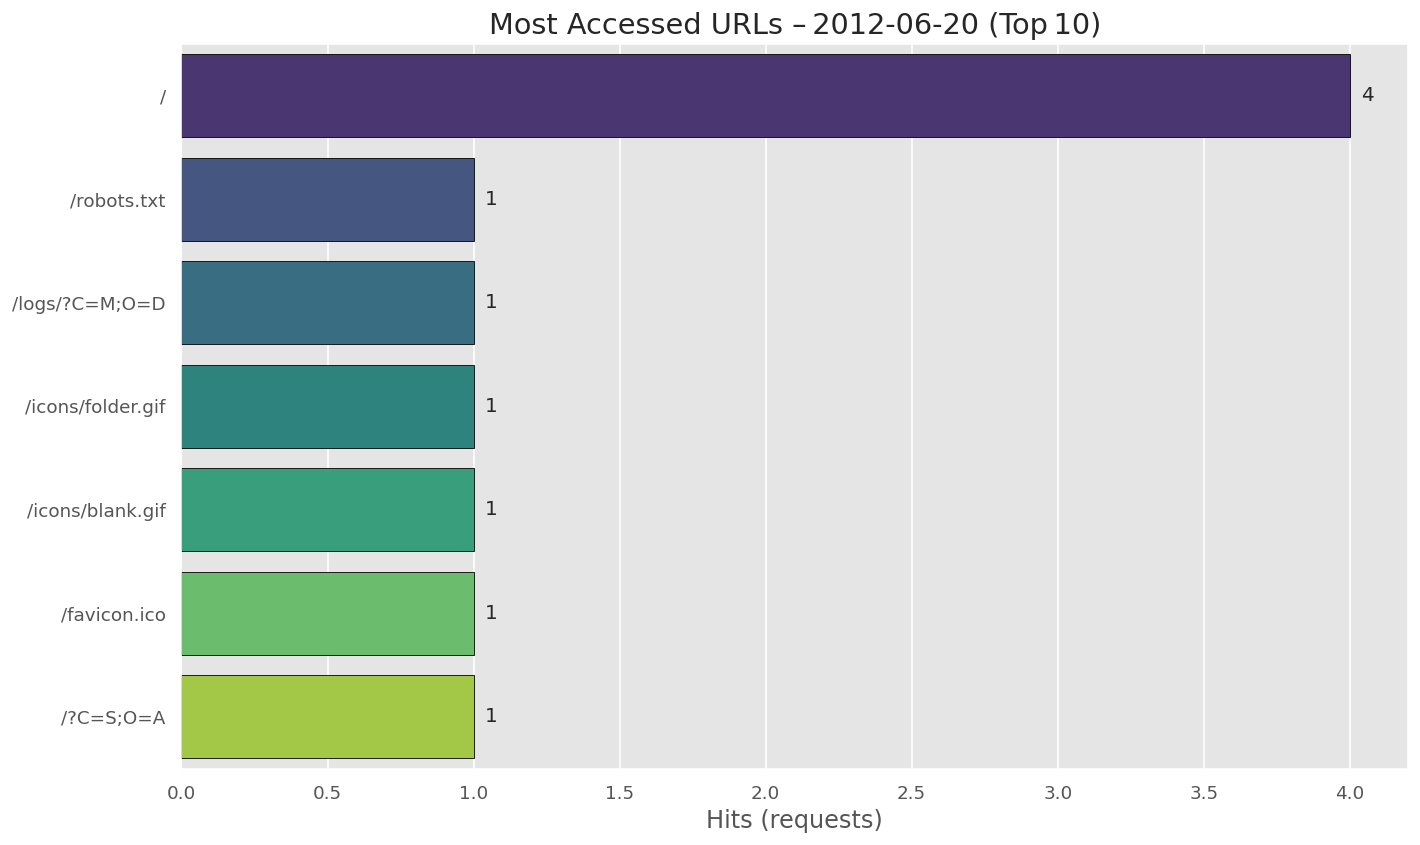 Most Accessed URLs – 2012-06-20 (Top 10)
/
4
/robots.txt
1
/logs/?C=M;O=D
1
/icons/folder.gif
1
/icons/blank.gif
1
/favicon.ico
1
/?C=S;O=A
1
0.0 0.5 1.0 1.5 2.0 2.5 3.0 3.5 4.0
Hits (requests)